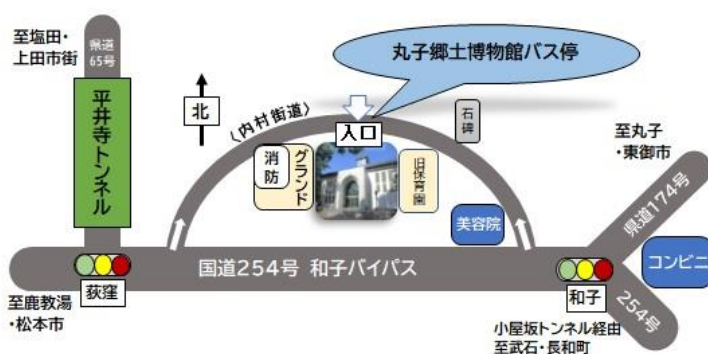 至塩田・
上田市街
県道
65号
平井寺トンネル
北
丸子郷土博物館バス停
〈内村街道〉
入口
石碑
消防
グランド
旧保育園
美容院
至丸子
・東御市
県道174号
コンビニ
国道254号 和子バイパス
荻窪
和子
254号
至鹿教湯
・松本市
小屋坂トンネル経由
至武石・長和町